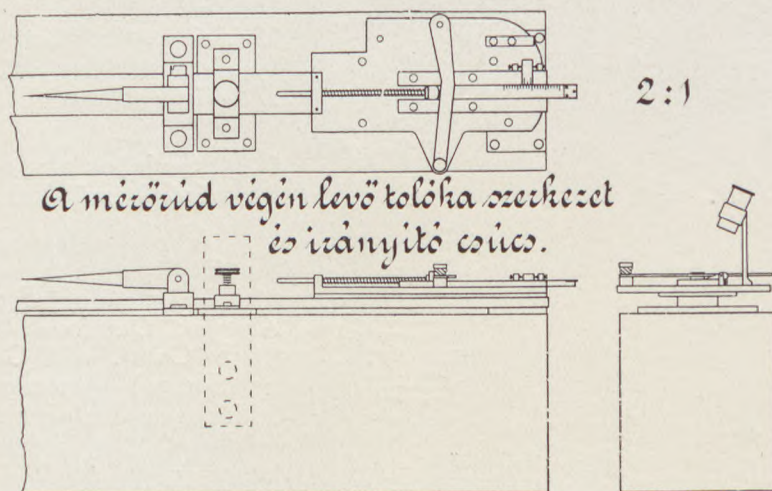 2:1
A mérőrúd végén levő tolóka szerkezet
és irányító csúcs.